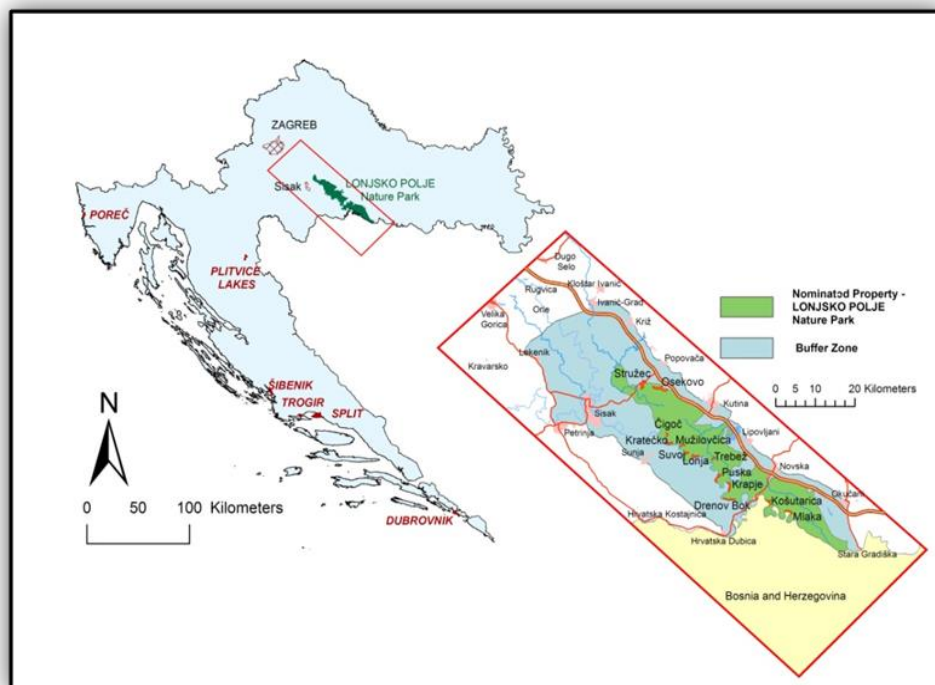 ZAGREB
Sisak
LONJSKO POLJE
Nature Park
POREČ
PLITVICE
LAKES
ŠIBENIK
TROGIR
SPLIT
DUBROVNIK
N
0 50 100 Kilometers
Dugo
Selo
Rugvica
Kloštar Ivanić
Ivanić-Grad
Orle
Velika
Gorica
Križ
Lekenik
Kravarsko
Popovača
Stružec
Osekovo
Kutina
Sisak
Petrinja
Čigoč
Lipovljani
Kratečko
Mužilovčica
Sunja
Suvoj
Lonja
Trebež
Novska
Puska
Krapje
Okučani
Košutarica
Drenov Bok
Mlaka
Hrvatska Kostajnica
Hrvatska Dubica
Stara Gradiška
Bosnia and Herzegovina
Nominated Property -
LONJSKO POLJE
Nature Park
Buffer Zone
0 5 10 20 Kilometers